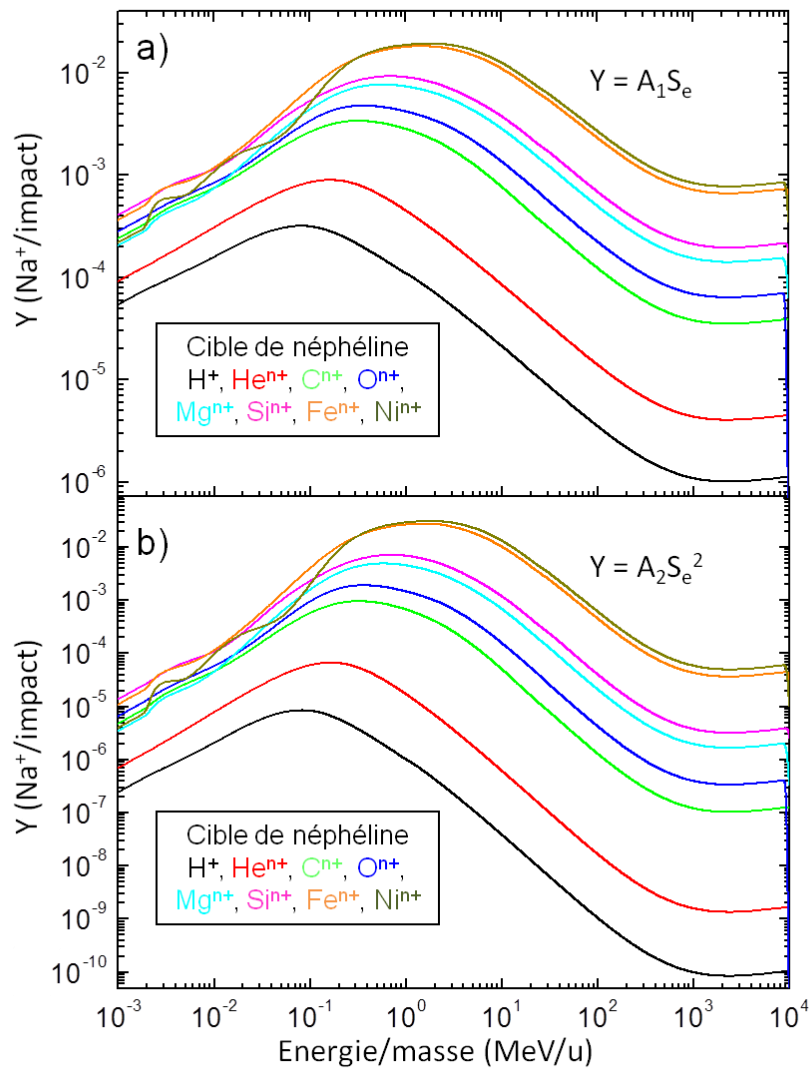 a)
Y = A₁Sₑ
Y (Na⁺/impact)
10⁻²
10⁻³
10⁻⁴
10⁻⁵
10⁻⁶
Cible de néphéline
H⁺, Heⁿ⁺, Cⁿ⁺, Oⁿ⁺,
Mgⁿ⁺, Siⁿ⁺, Feⁿ⁺, Niⁿ⁺
b)
Y = A₂Sₑ²
Y (Na⁺/impact)
10⁻²
10⁻³
10⁻⁴
10⁻⁵
10⁻⁶
10⁻⁷
10⁻⁸
10⁻⁹
10⁻¹⁰
Cible de néphéline
H⁺, Heⁿ⁺, Cⁿ⁺, Oⁿ⁺,
Mgⁿ⁺, Siⁿ⁺, Feⁿ⁺, Niⁿ⁺
10⁻³ 10⁻² 10⁻¹ 10⁰ 10¹ 10² 10³ 10⁴
Energie/masse (MeV/u)